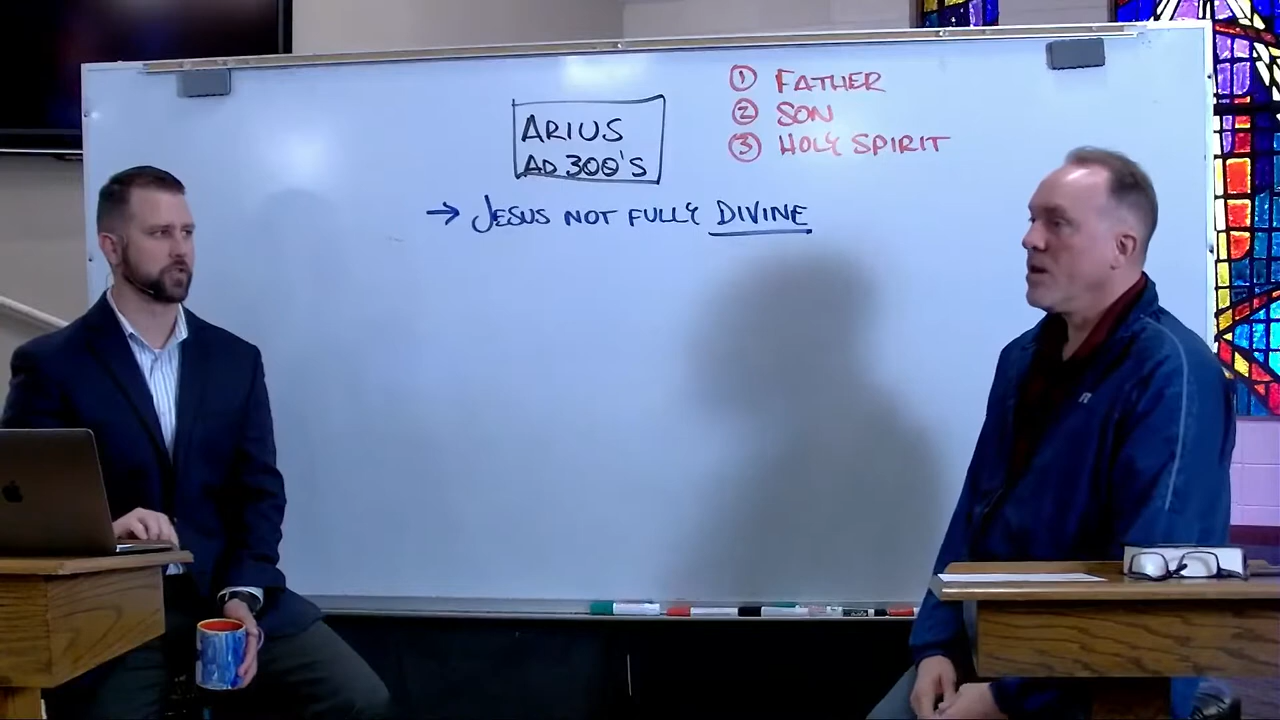 ARIUS
AD 300'S
① FATHER
② SON
③ HOLY SPIRIT
→ JESUS NOT FULLY DIVINE